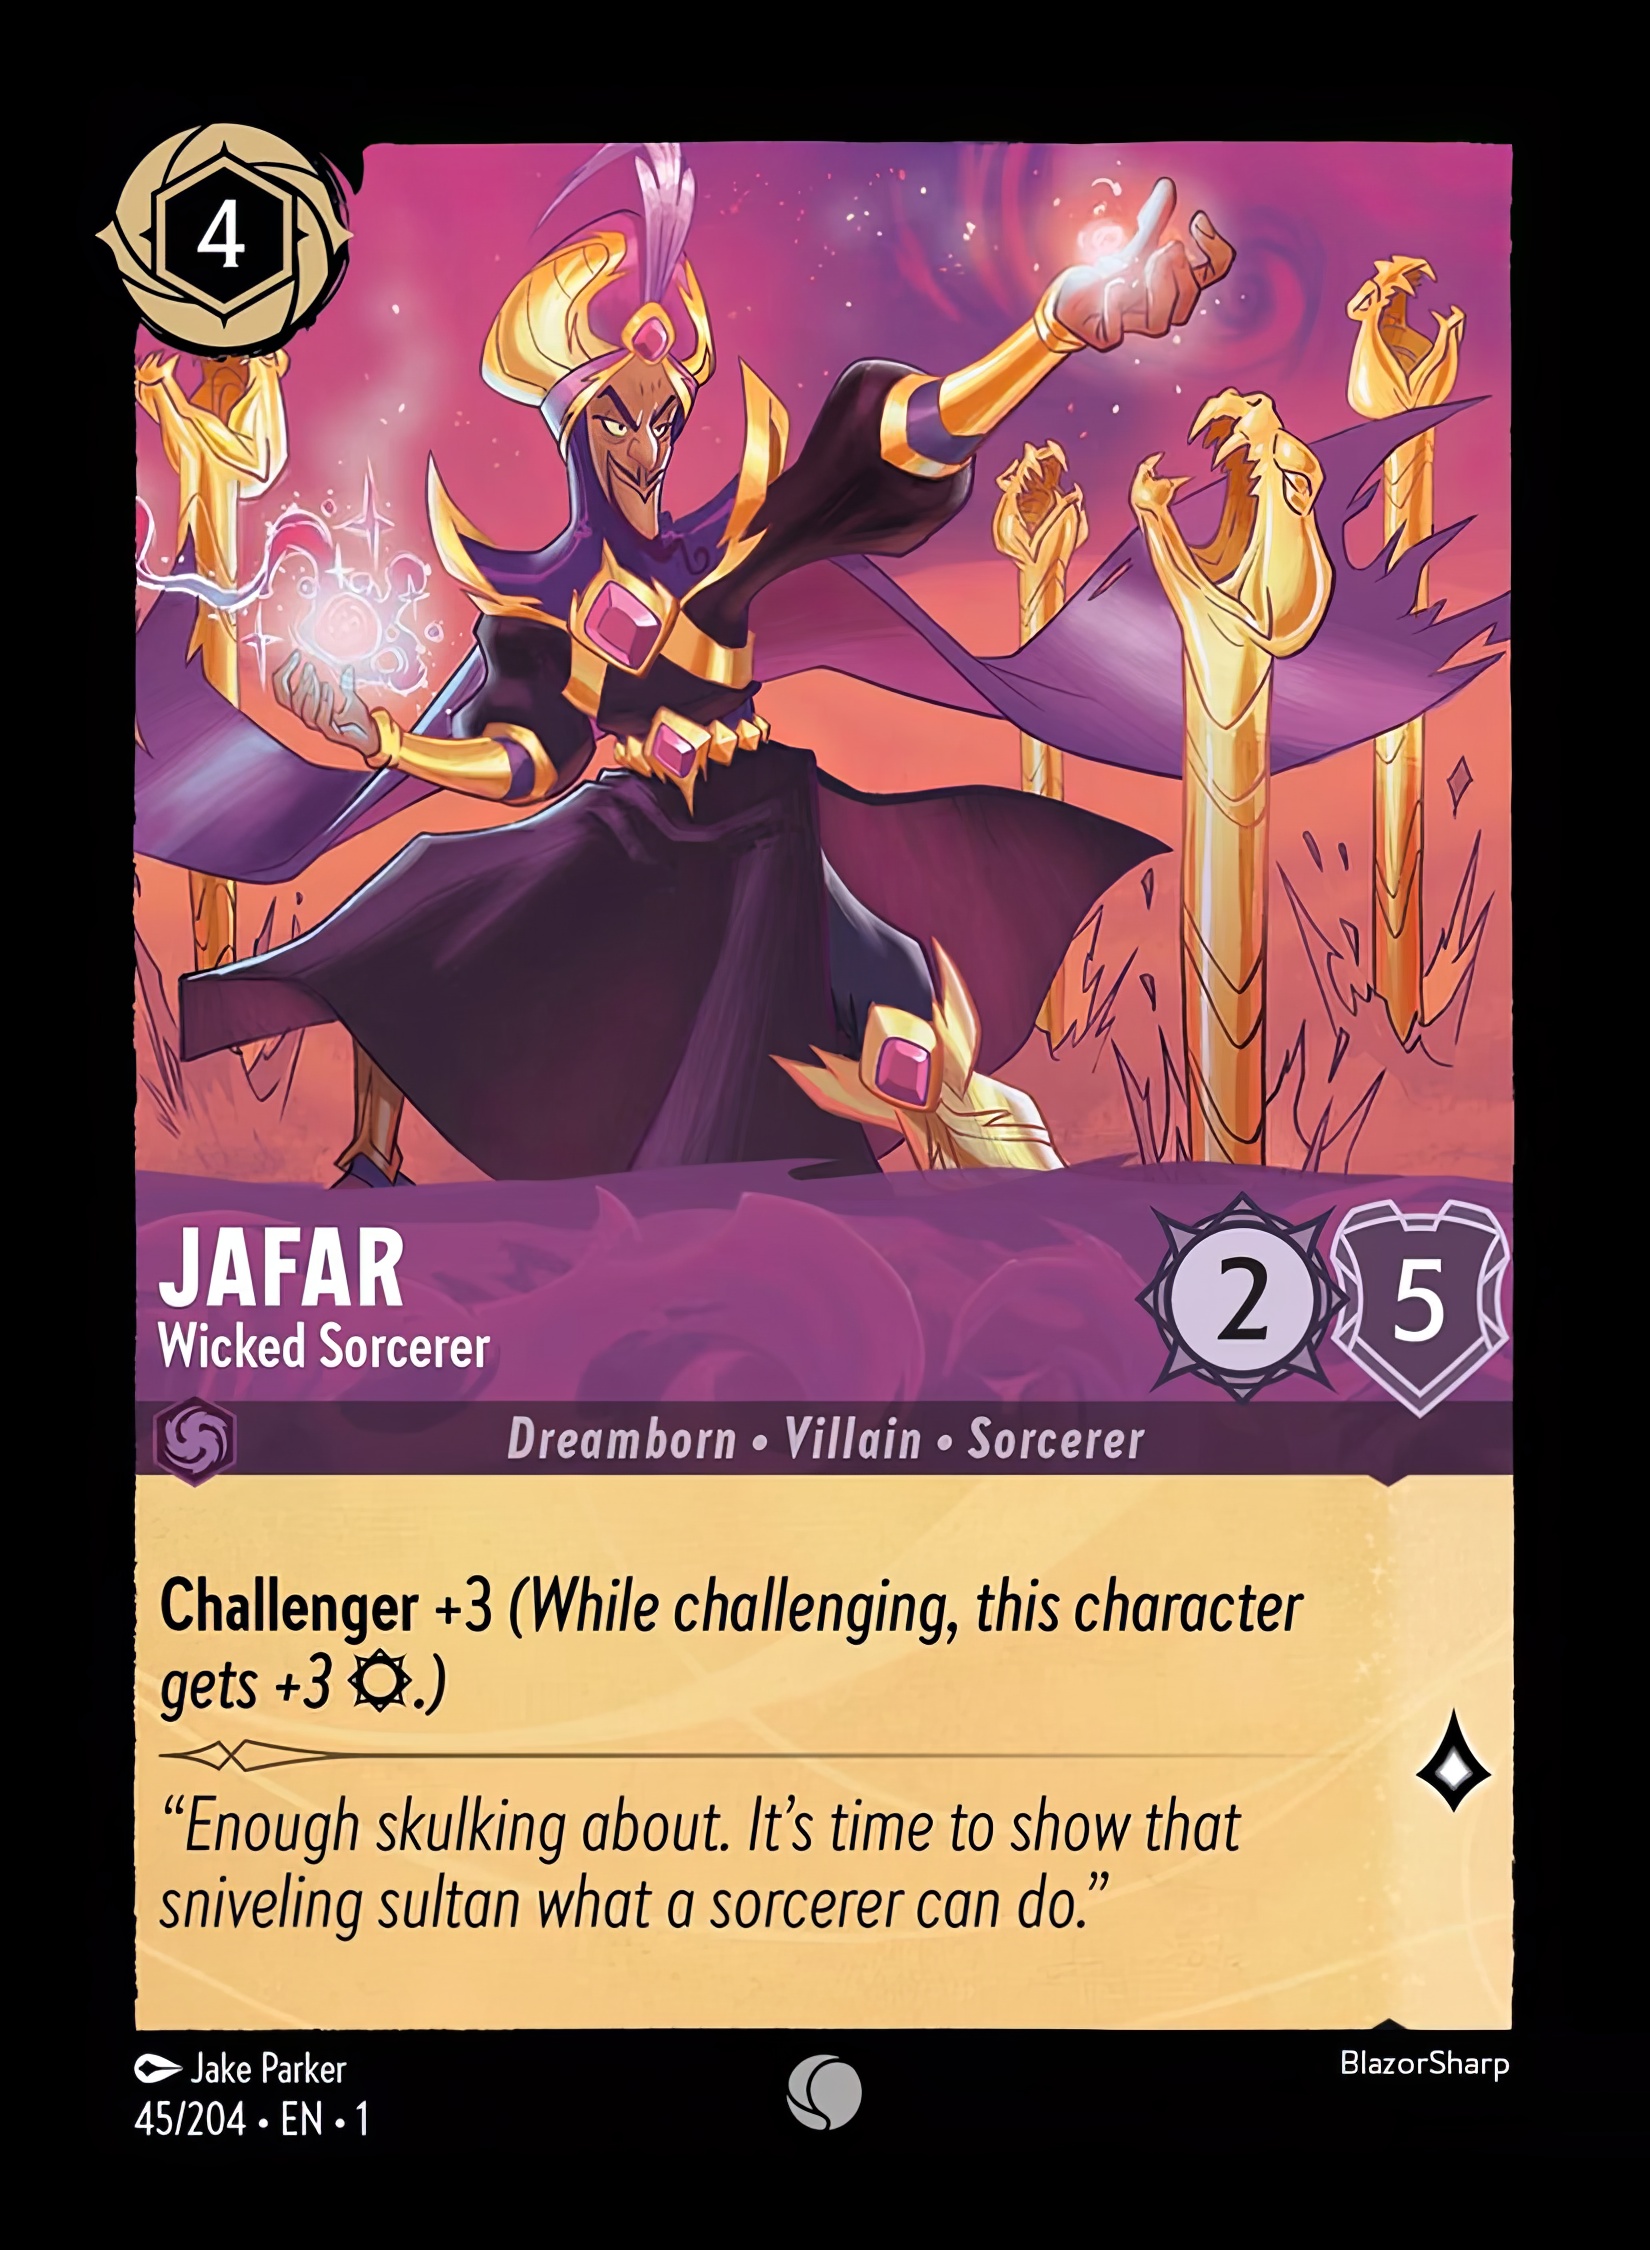 4
JAFAR
Wicked Sorcerer
2
5
Dreamborn • Villain • Sorcerer
Challenger +3 (While challenging, this character
gets +3 .)
“Enough skulking about. It’s time to show that
sniveling sultan what a sorcerer can do.”
Jake Parker
BlazorSharp
45/204 • EN • 1